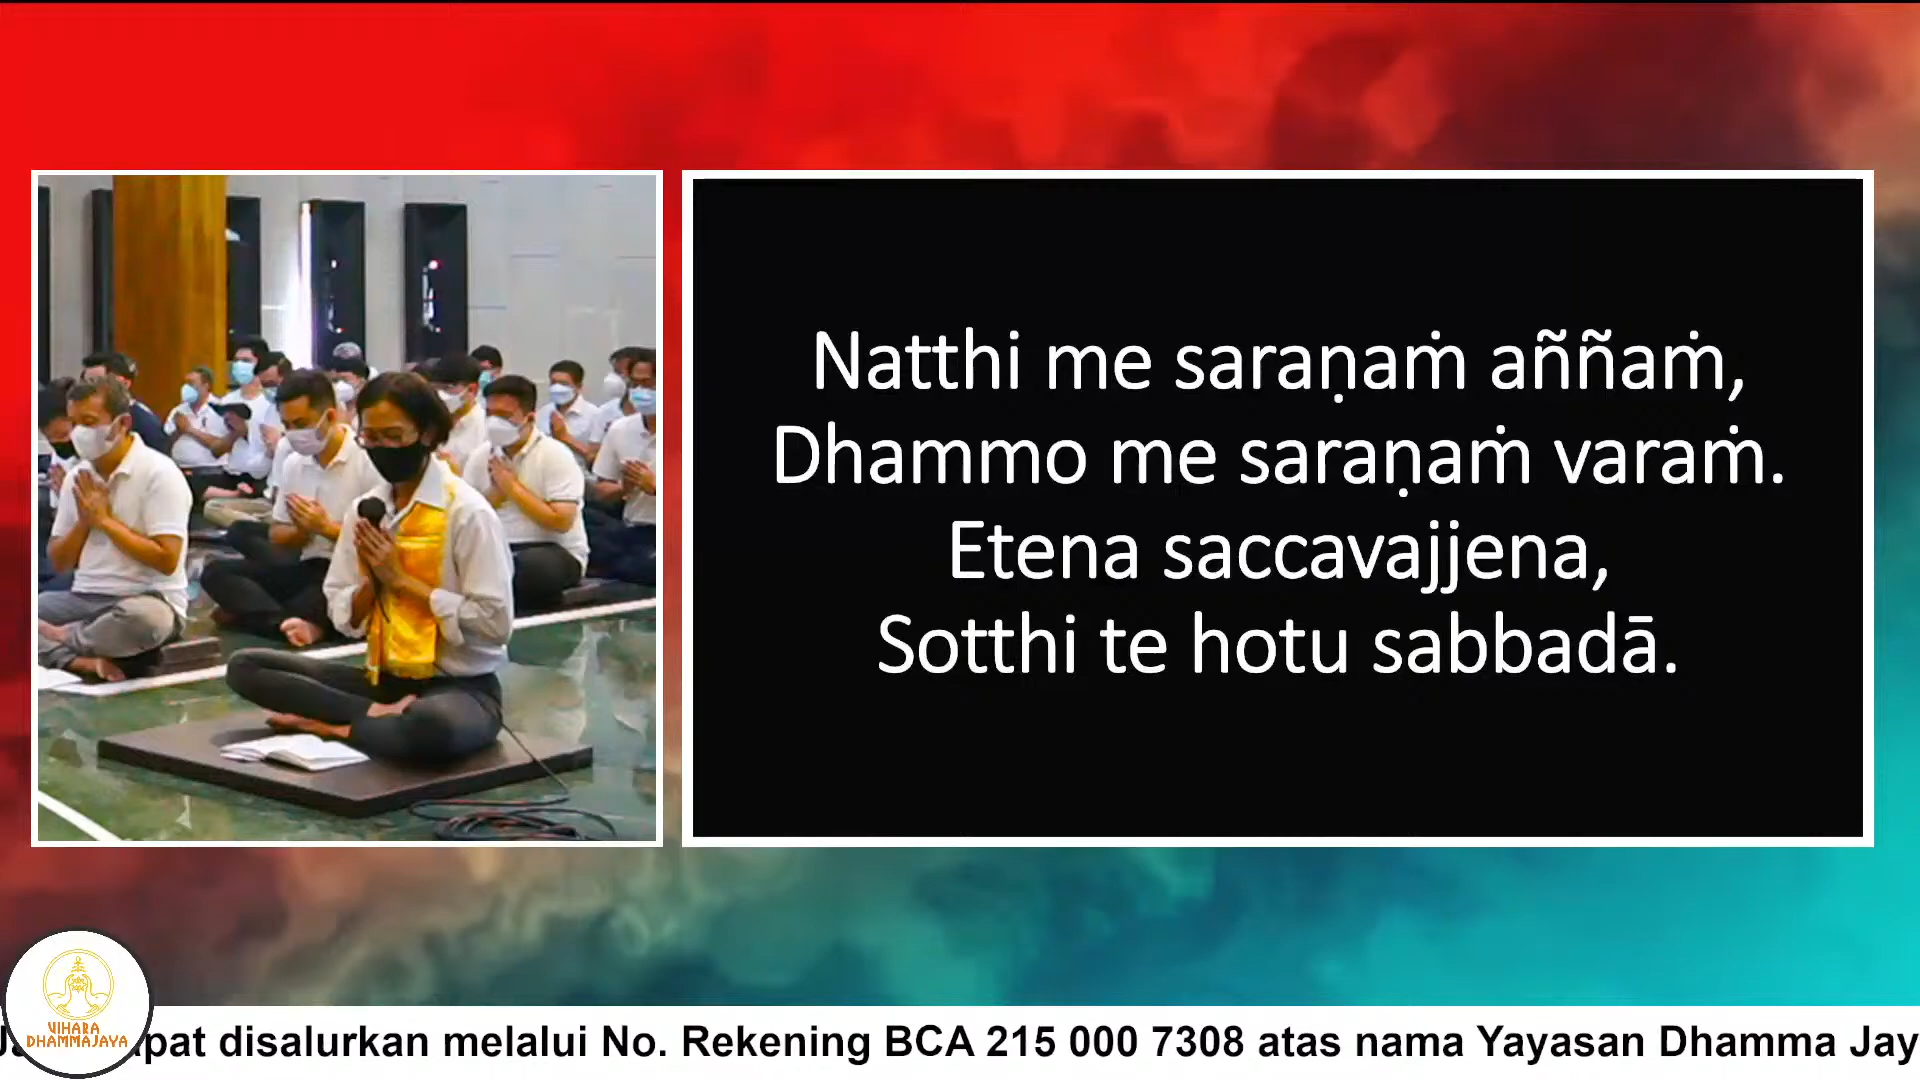 Natthi me saraṇaṁ aññaṁ,
Dhammo me saraṇaṁ varaṁ.
Etena saccavajjena,
Sotthi te hotu sabbadā.
VIHARA
DHAMMAJAYA
pat disalurkan melalui No. Rekening BCA 215 000 7308 atas nama Yayasan Dhamma Jay